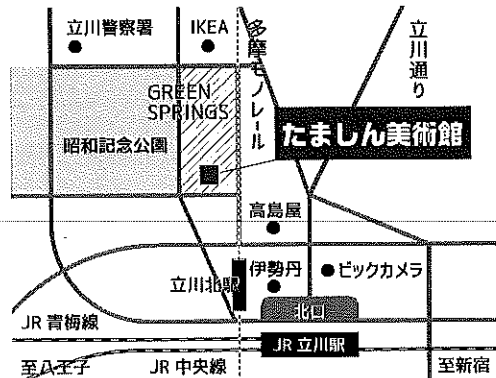 立川警察署
IKEA
多摩モノレール
立川通り
GREEN
SPRINGS
昭和記念公園
たましん美術館
高島屋
立川北駅
伊勢丹
ビックカメラ
北口
JR 青梅線
JR 立川駅
至八王子
JR 中央線
至新宿